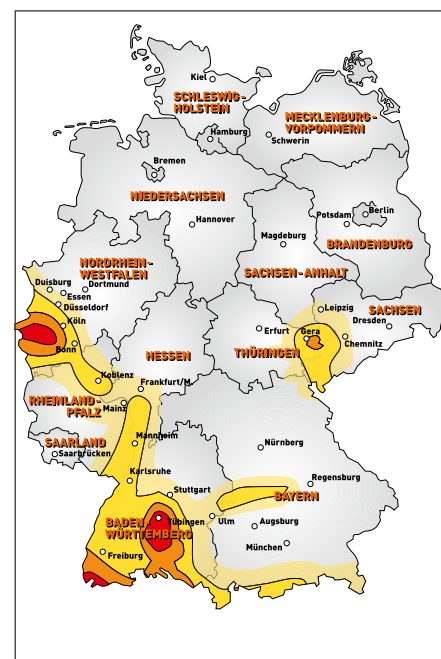 Kiel
SCHLESWIG-
HOLSTEIN
MECKLENBURG-
VORPOMMERN
Hamburg
Schwerin
Bremen
NIEDERSACHSEN
Hannover
Berlin
Potsdam
Magdeburg
BRANDENBURG
NORDRHEIN-
WESTFALEN
SACHSEN-ANHALT
Duisburg
Dortmund
Essen
Düsseldorf
Leipzig
SACHSEN
Köln
Dresden
Erfurt
Gera
Chemnitz
Bonn
HESSEN
THÜRINGEN
Koblenz
Frankfurt/M
RHEINLAND-
PFALZ
Mainz
SAARLAND
Saarbrücken
Mannheim
Nürnberg
Karlsruhe
Regensburg
Stuttgart
BAYERN
BADEN
WÜRTTEMBERG
Tübingen
Ulm
Augsburg
München
Freiburg